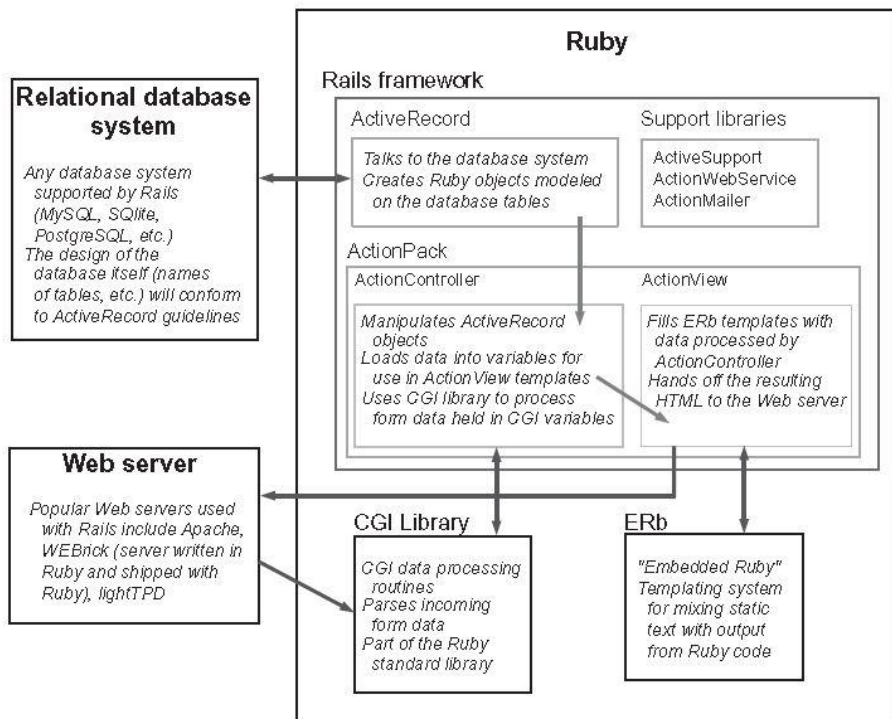 Ruby
Rails framework
Relational database
system
Any database system
supported by Rails
(MySQL, SQlite,
PostgreSQL, etc.)
The design of the
database itself (names
of tables, etc.) will conform
to ActiveRecord guidelines
ActiveRecord
Talks to the database system
Creates Ruby objects modeled
on the database tables
Support libraries
ActiveSupport
ActionWebService
ActionMailer
ActionPack
ActionController
Manipulates ActiveRecord
objects
Loads data into variables for
use in ActionView templates
Uses CGI library to process
form data held in CGI variables
ActionView
Fills ERb templates with
data processed by
ActionController
Hands off the resulting
HTML to the Web server
Web server
Popular Web servers used
with Rails include Apache,
WEBrick (server written in
Ruby and shipped with
Ruby), lightTPD
CGI Library
CGI data processing
routines
Parses incoming
form data
Part of the Ruby
standard library
ERb
"Embedded Ruby"
Templating system
for mixing static
text with output
from Ruby code